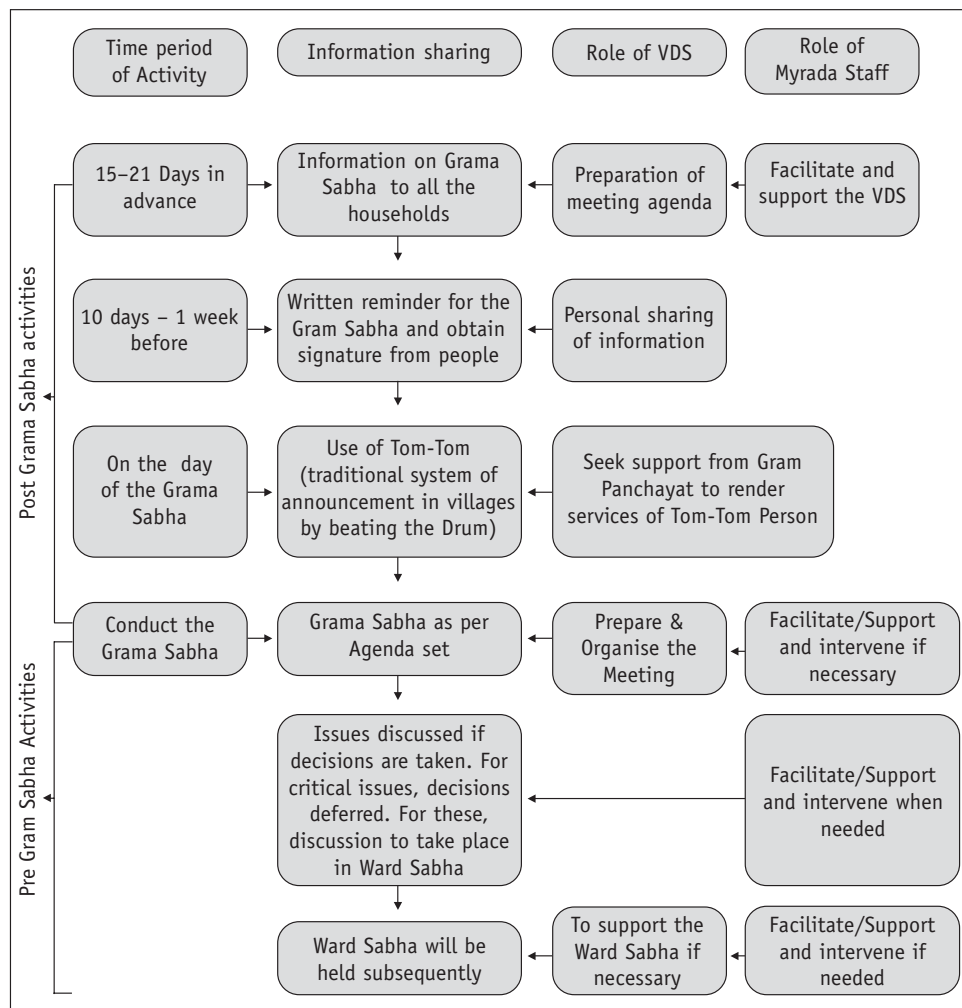 Time period
of Activity
Information sharing
Role of VDS
Role of
Myrada Staff
Post Grama Sabha activities
15–21 Days in
advance
Information on Grama
Sabha to all the
households
Preparation of
meeting agenda
Facilitate and
support the VDS
10 days – 1 week
before
Written reminder for the
Gram Sabha and obtain
signature from people
Personal sharing
of information
On the day
of the Grama
Sabha
Use of Tom-Tom
(traditional system of
announcement in villages
by beating the Drum)
Seek support from Gram
Panchayat to render
services of Tom-Tom Person
Pre Gram Sabha Activities
Conduct the
Grama Sabha
Grama Sabha as per
Agenda set
Prepare &
Organise the
Meeting
Facilitate/Support
and intervene if
necessary
Issues discussed if
decisions are taken. For
critical issues, decisions
deferred. For these,
discussion to take place
in Ward Sabha
Facilitate/Support
and intervene when
needed
Ward Sabha will be
held subsequently
To support the
Ward Sabha if
necessary
Facilitate/Support
and intervene if
needed